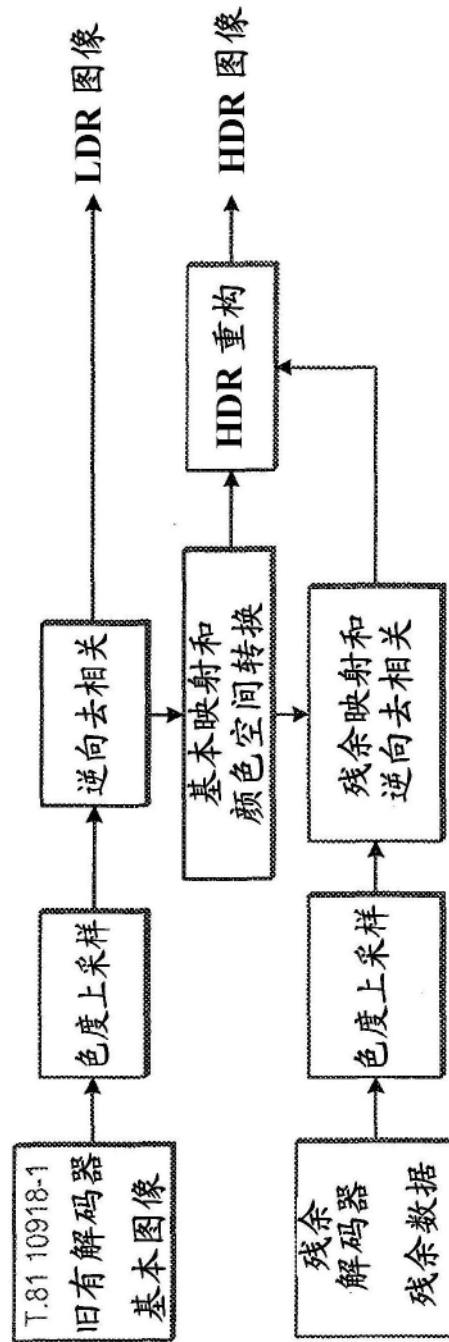 T.81 10918-1
旧有解码器
基本图像
色度上采样
逆向去相关
LDR 图像
基本映射和
颜色空间转换
HDR 重构
HDR 图像
残余
解码器
残余数据
色度上采样
残余映射和
逆向去相关